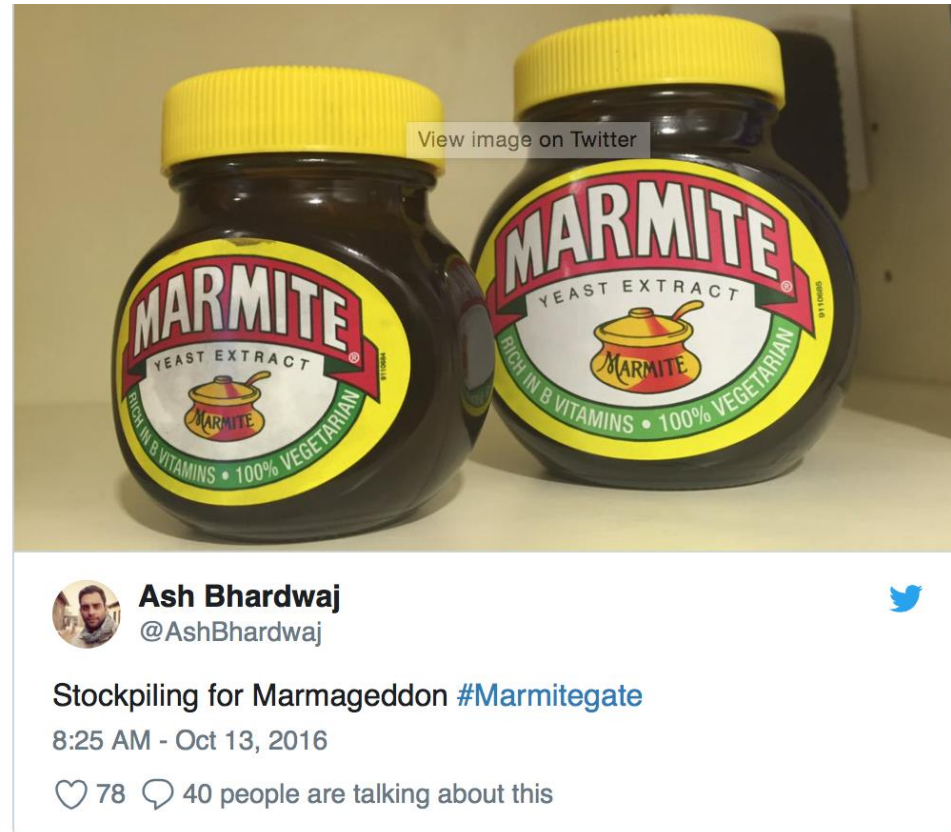 View image on Twitter
MARMITE®
YEAST EXTRACT
MARMITE
RICH IN B VITAMINS • 100% VEGETARIAN
MARMITE®
YEAST EXTRACT
MARMITE
RICH IN B VITAMINS • 100% VEGETARIAN
9110685
Ash Bhardwaj
@AshBhardwaj
Stockpiling for Marmageddon #Marmitegate
8:25 AM - Oct 13, 2016
78 40 people are talking about this